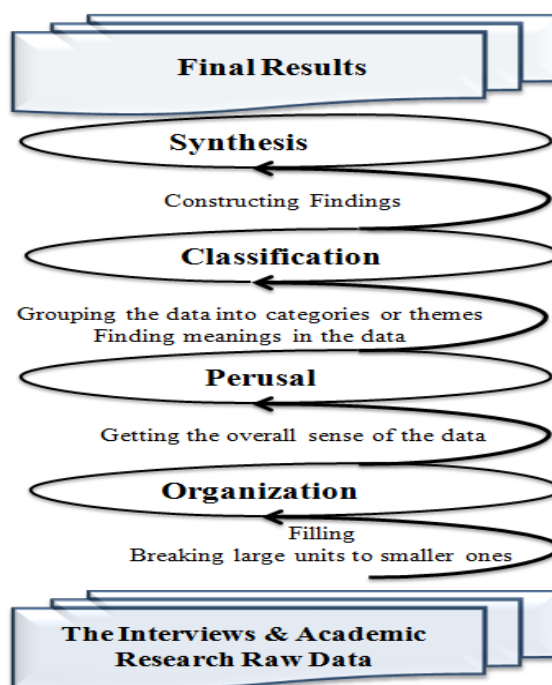 Final Results
Synthesis
Constructing Findings
Classification
Grouping the data into categories or themes
Finding meanings in the data
Perusal
Getting the overall sense of the data
Organization
Filling
Breaking large units to smaller ones
The Interviews & Academic
Research Raw Data